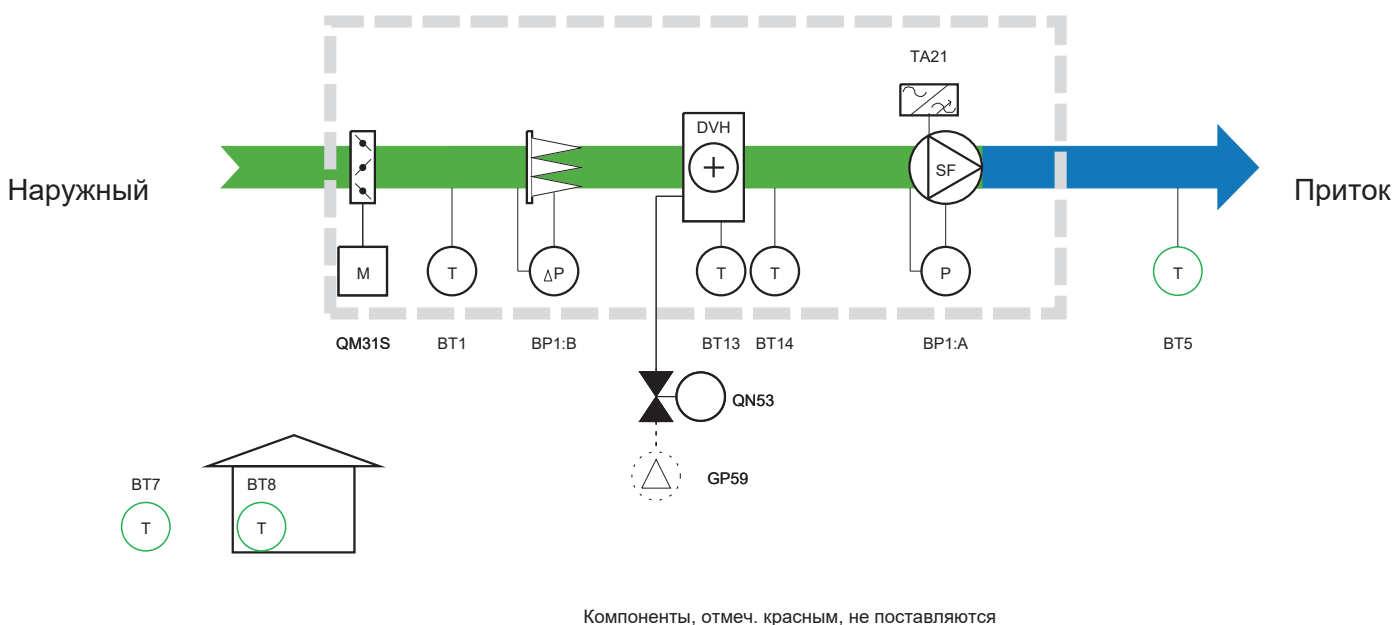 TA21
DVH
SF
Наружный
Приток
M
T
ΔP
T
T
P
T
QM31S
BT1
BP1:B
BT13
BT14
BP1:A
BT5
QN53
GP59
BT7
BT8
T
T
Компоненты, отмеч. красным, не поставляются